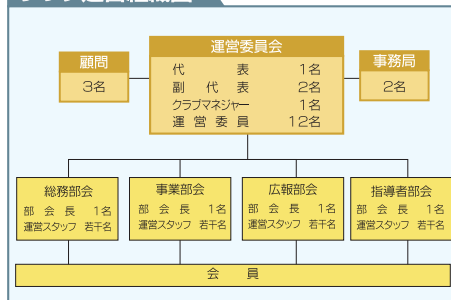 運営委員会
代表 1名
副代表 2名
クラブマネジャー 1名
運営委員 12名
顧問
3名
事務局
2名
総務部会
部会長 1名
運営スタッフ 若干名
事業部会
部会長 1名
運営スタッフ 若干名
広報部会
部会長 1名
運営スタッフ 若干名
指導者部会
部会長 1名
運営スタッフ 若干名
会員